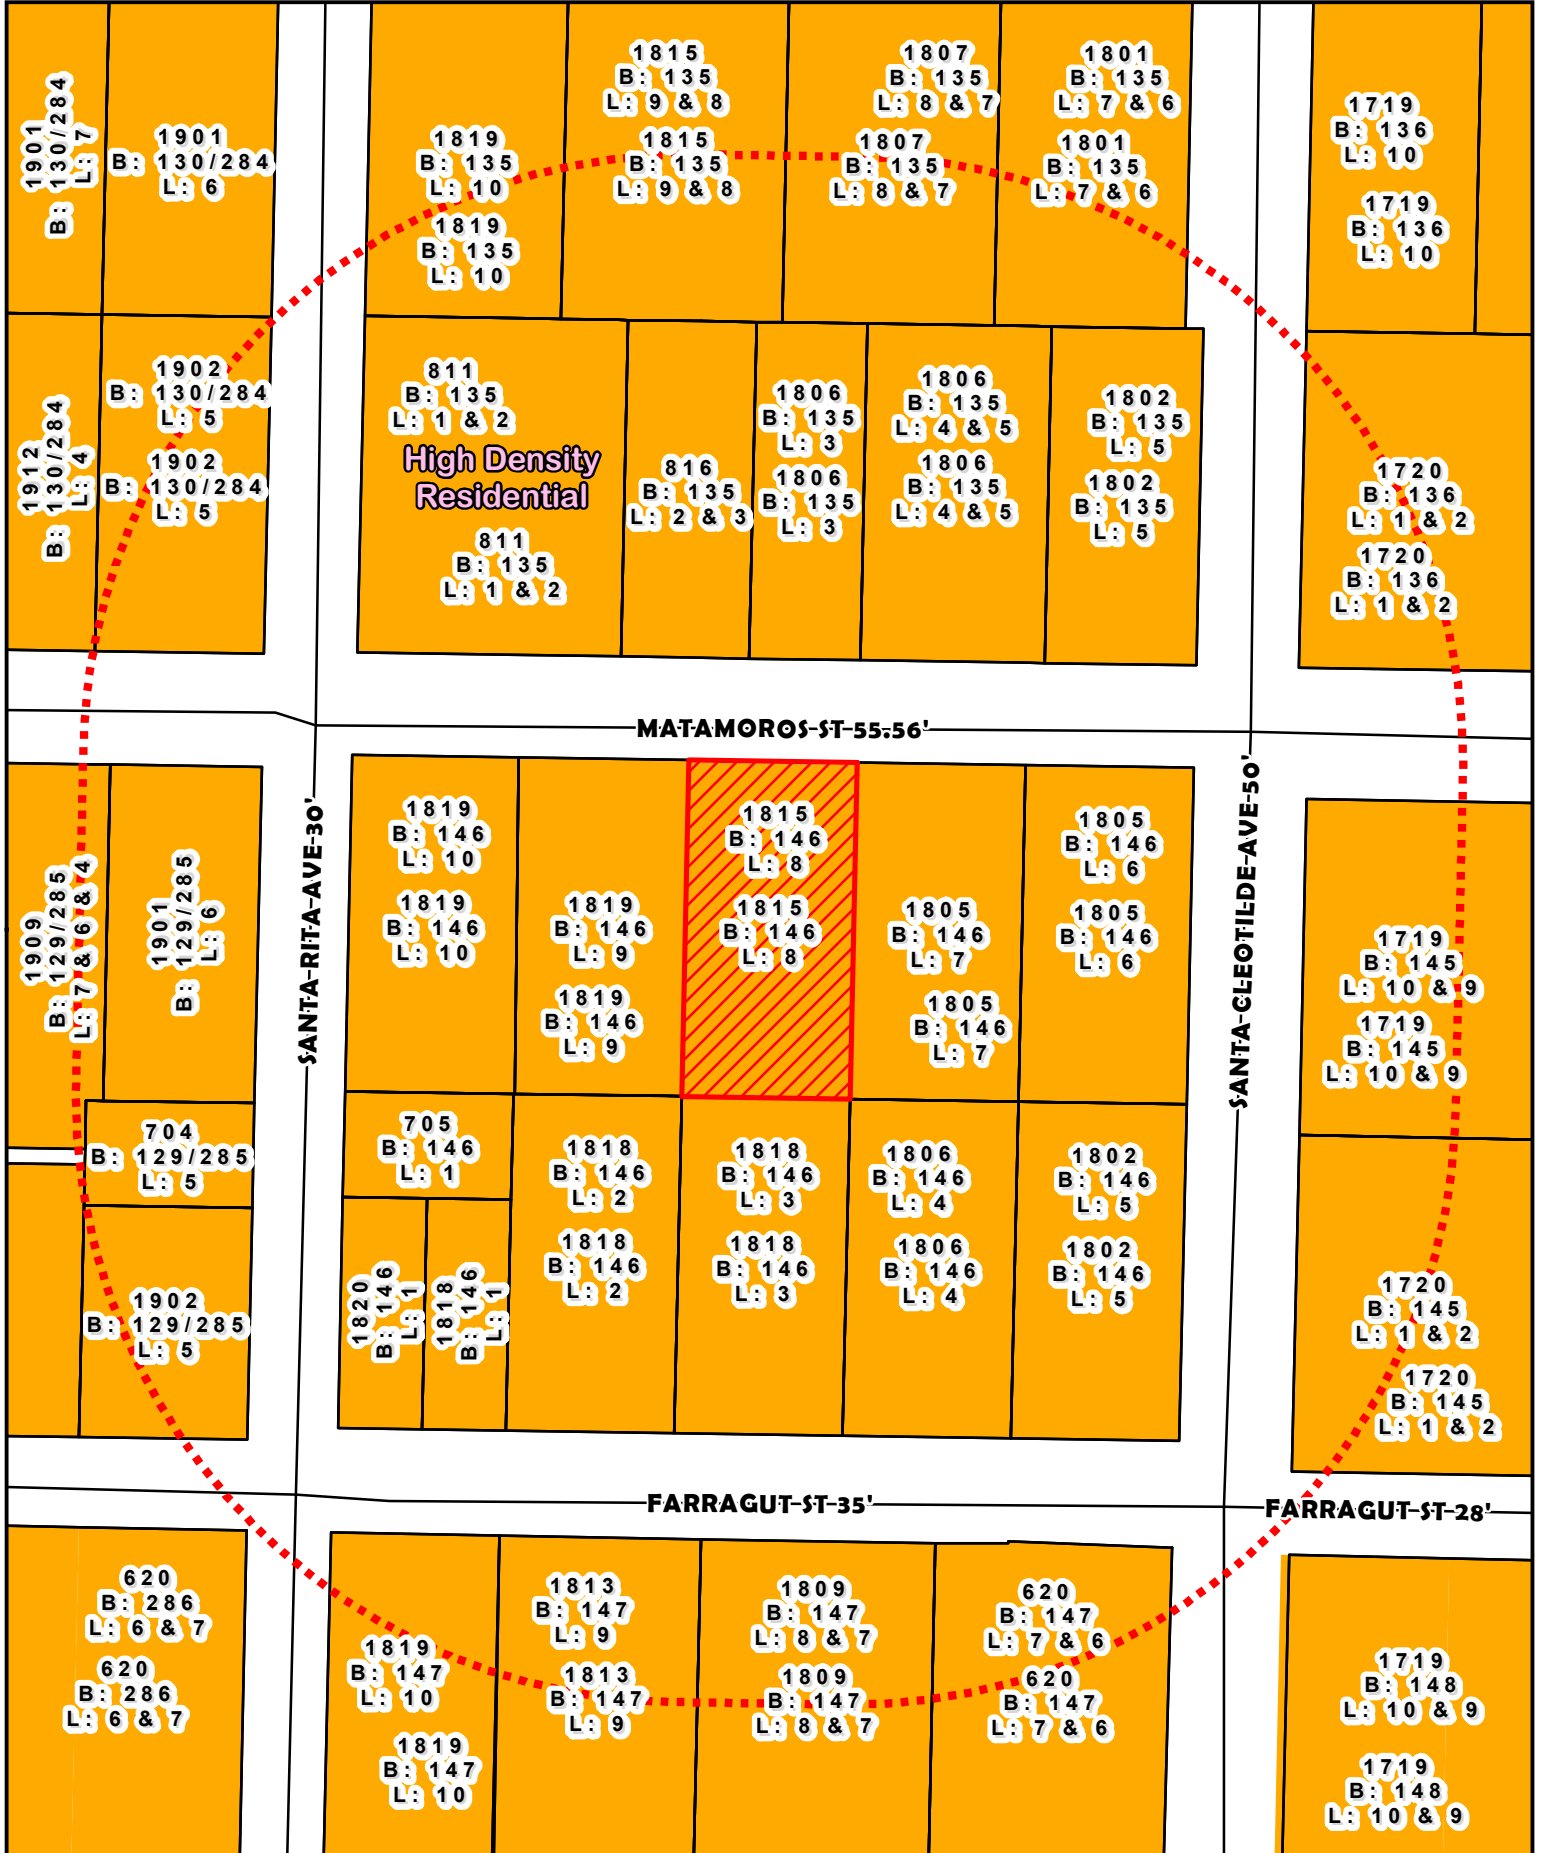 1901
B: 130/284
L: 7
1901
B: 130/284
L: 6
1819
B: 135
L: 10
1819
B: 135
L: 10
1815
B: 135
L: 9 & 8
1815
B: 135
L: 9 & 8
1807
B: 135
L: 8 & 7
1807
B: 135
L: 8 & 7
1801
B: 135
L: 7 & 6
1801
B: 135
L: 7 & 6
1719
B: 136
L: 10
1719
B: 136
L: 10
1912
B: 130/284
L: 4
1902
B: 130/284
L: 5
1902
B: 130/284
L: 5
811
B: 135
L: 1 & 2
High Density
Residential
811
B: 135
L: 1 & 2
816
B: 135
L: 2 & 3
1806
B: 135
L: 3
1806
B: 135
L: 3
1806
B: 135
L: 4 & 5
1806
B: 135
L: 4 & 5
1802
B: 135
L: 5
1802
B: 135
L: 5
1720
B: 136
L: 1 & 2
1720
B: 136
L: 1 & 2
MATAMOROS ST 55.56'
1909
B: 129/285
L: 7 & 6 & 4
1901
B: 129/285
L: 6
SANTA RITA AVE 30'
1819
B: 146
L: 10
1819
B: 146
L: 10
1819
B: 146
L: 9
1819
B: 146
L: 9
1815
B: 146
L: 8
1815
B: 146
L: 8
1805
B: 146
L: 7
1805
B: 146
L: 7
1805
B: 146
L: 6
1805
B: 146
L: 6
SANTA CLEOTILDE AVE 50'
1719
B: 145
L: 10 & 9
1719
B: 145
L: 10 & 9
704
B: 129/285
L: 5
1902
B: 129/285
L: 5
705
B: 146
L: 1
1820
B: 146
L: 1
1818
B: 146
L: 1
1818
B: 146
L: 2
1818
B: 146
L: 2
1818
B: 146
L: 3
1818
B: 146
L: 3
1806
B: 146
L: 4
1806
B: 146
L: 4
1802
B: 146
L: 5
1802
B: 146
L: 5
1720
B: 145
L: 1 & 2
1720
B: 145
L: 1 & 2
FARRAGUT ST 35'
FARRAGUT ST 28'
620
B: 286
L: 6 & 7
620
B: 286
L: 6 & 7
1819
B: 147
L: 10
1819
B: 147
L: 10
1813
B: 147
L: 9
1813
B: 147
L: 9
1809
B: 147
L: 8 & 7
1809
B: 147
L: 8 & 7
620
B: 147
L: 7 & 6
620
B: 147
L: 7 & 6
1719
B: 148
L: 10 & 9
1719
B: 148
L: 10 & 9